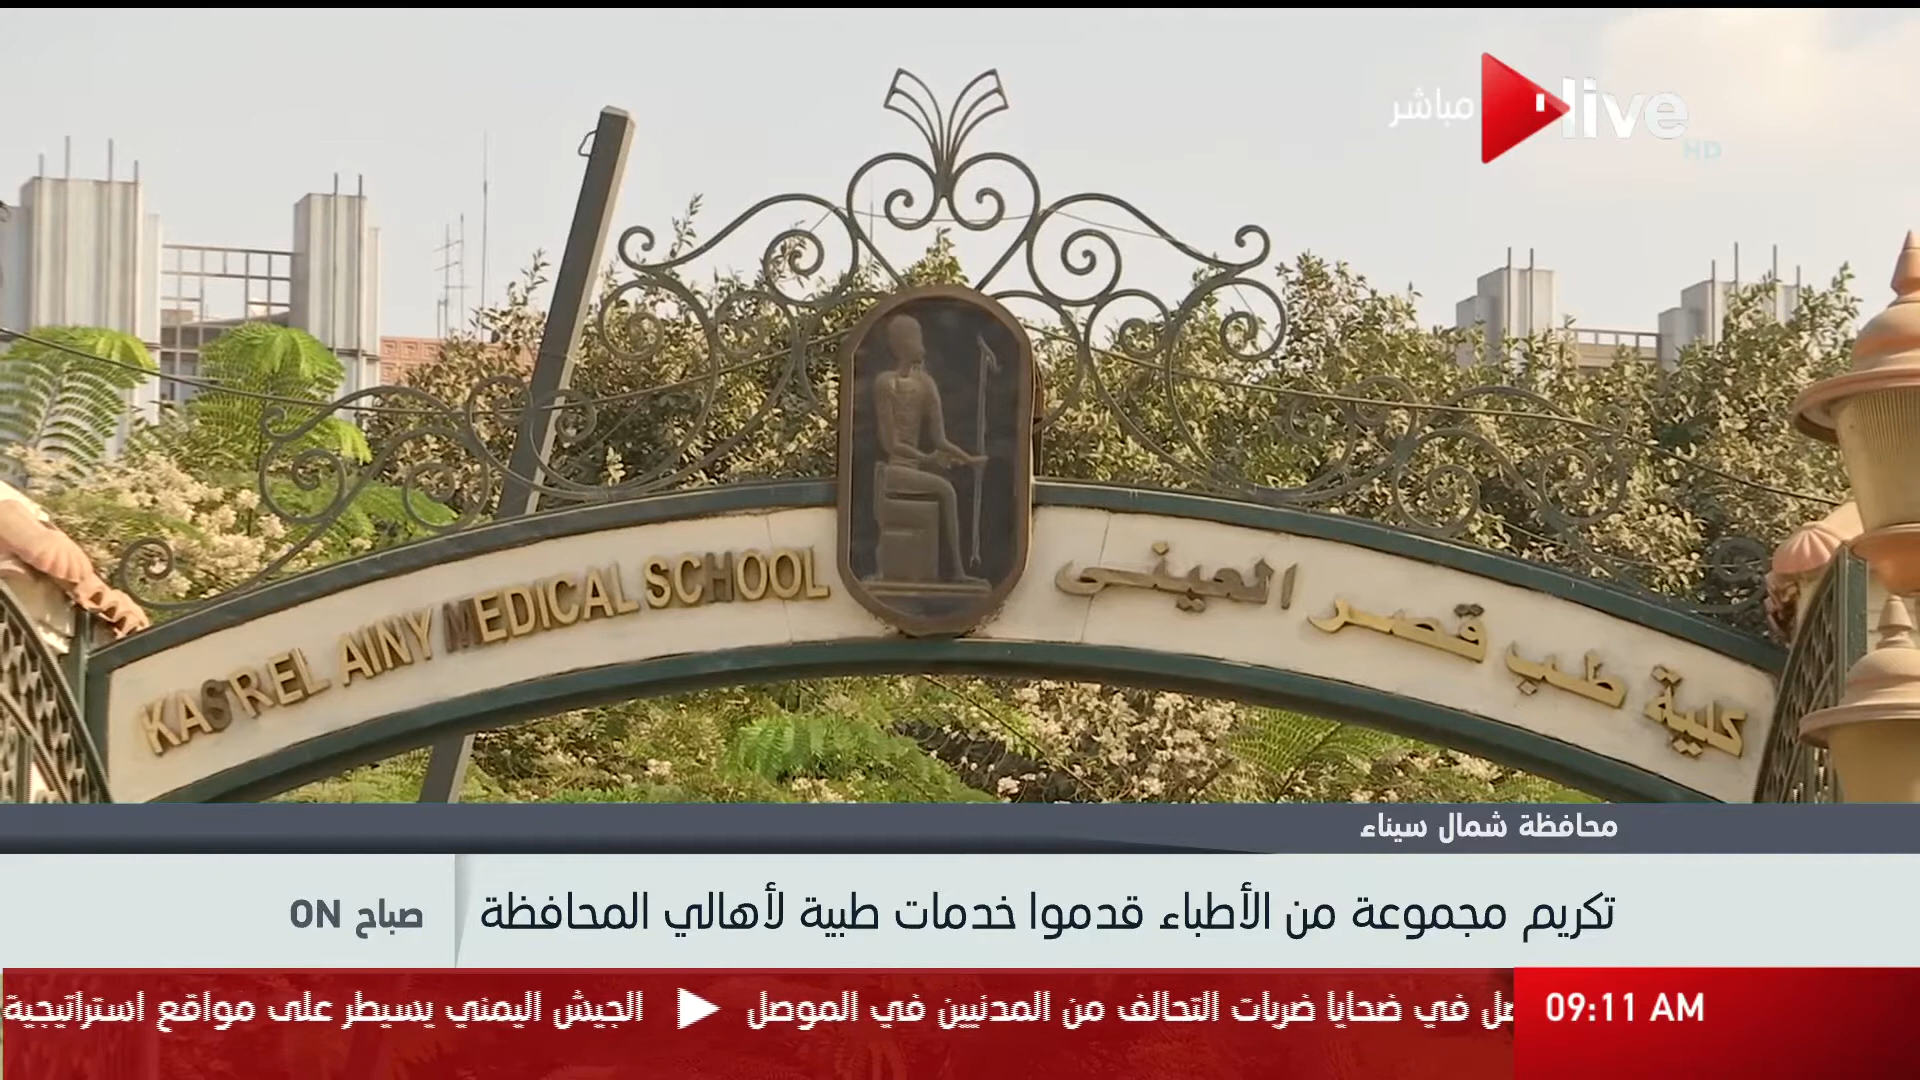 مباشر
live
HD
KASR EL AINY MEDICAL SCHOOL
كلية طب قصر العينى
محافظة شمال سيناء
تكريم مجموعة من الأطباء قدموا خدمات طبية لأهالي المحافظة
صباح ON
في ضحايا ضربات التحالف من المدنيين في الموصل
الجيش اليمني يسيطر على مواقع استراتيجية
09:11 AM